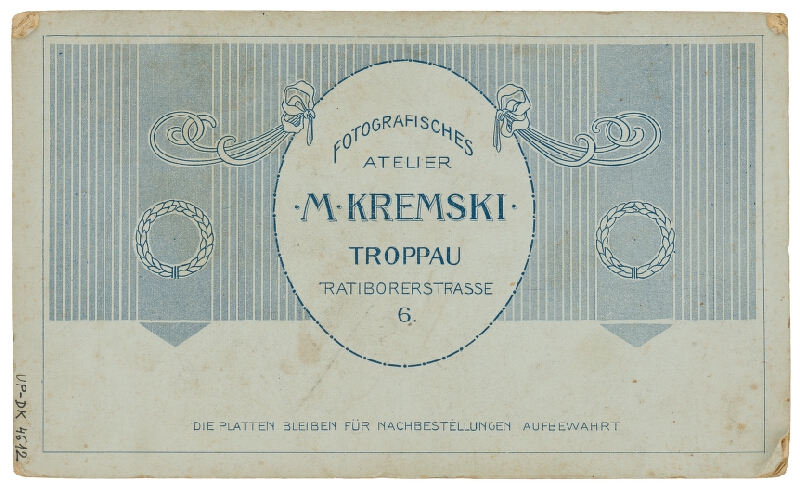 FOTOGRAFISCHES
ATELIER
·M·KREMSKI·
TROPPAU
RATIBORERSTRASSE
6.
DIE PLATTEN BLEIBEN FÜR NACHBESTELLUNGEN AUFBEWAHRT
UP-DK 4612